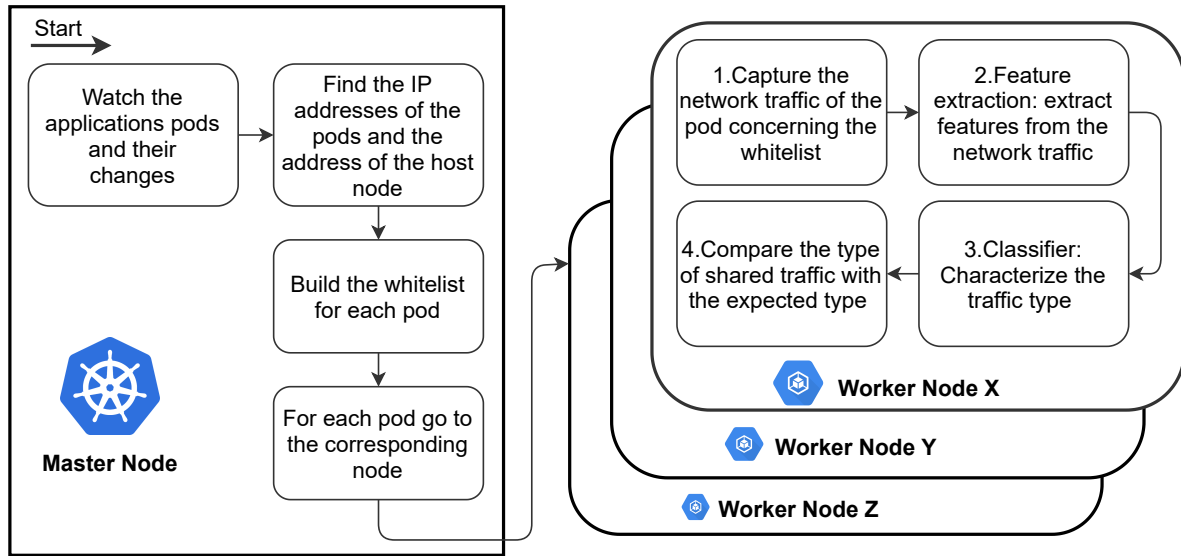 Start
Watch the
applications pods
and their
changes
Find the IP
addresses of the
pods and the
address of the host
node
Build the whitelist
for each pod
For each pod go to
the corresponding
node
Master Node
1.Capture the
network traffic of the
pod concerning the
whitelist
2.Feature
extraction: extract
features from the
network traffic
3.Classifier:
Characterize the
traffic type
4.Compare the type
of shared traffic with
the expected type
Worker Node X
Worker Node Y
Worker Node Z